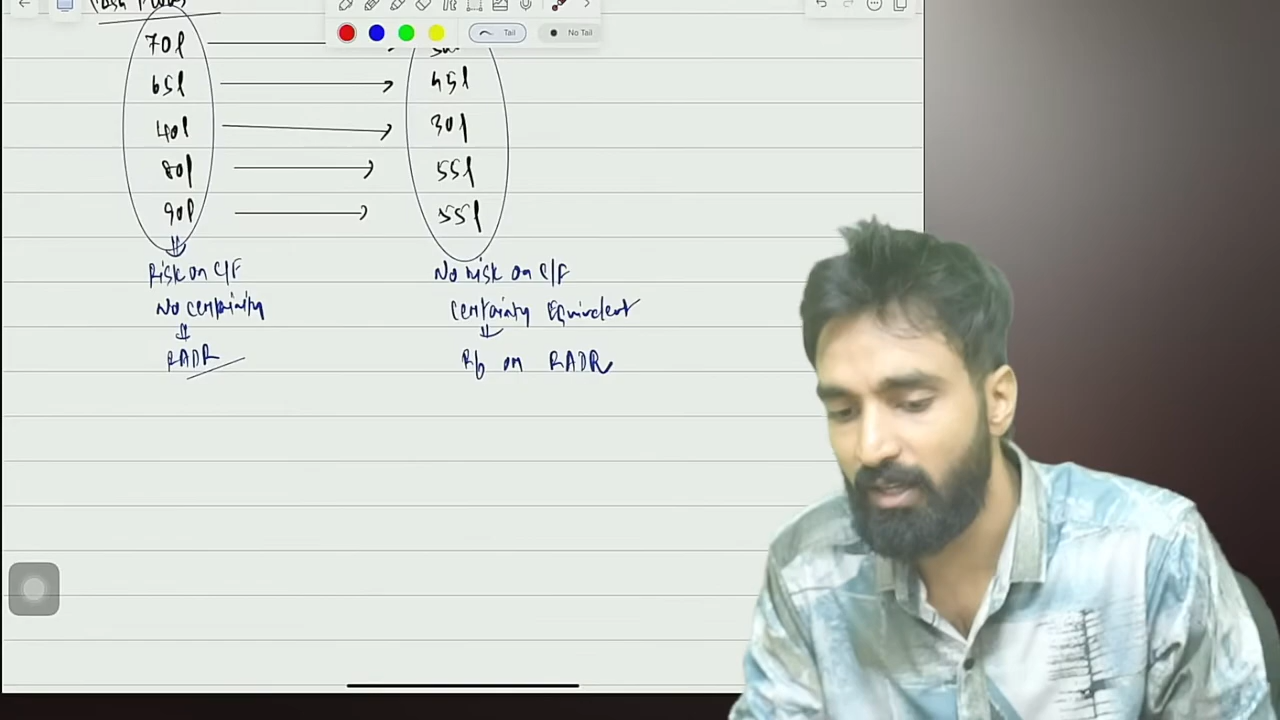 Tail
No Tail
70l
65l 45l
40l 30l
80l 55l
90l 55l
Risk on C/F No risk on C/F
No certainity Certainty Equivalent
RADR Rf on RADR